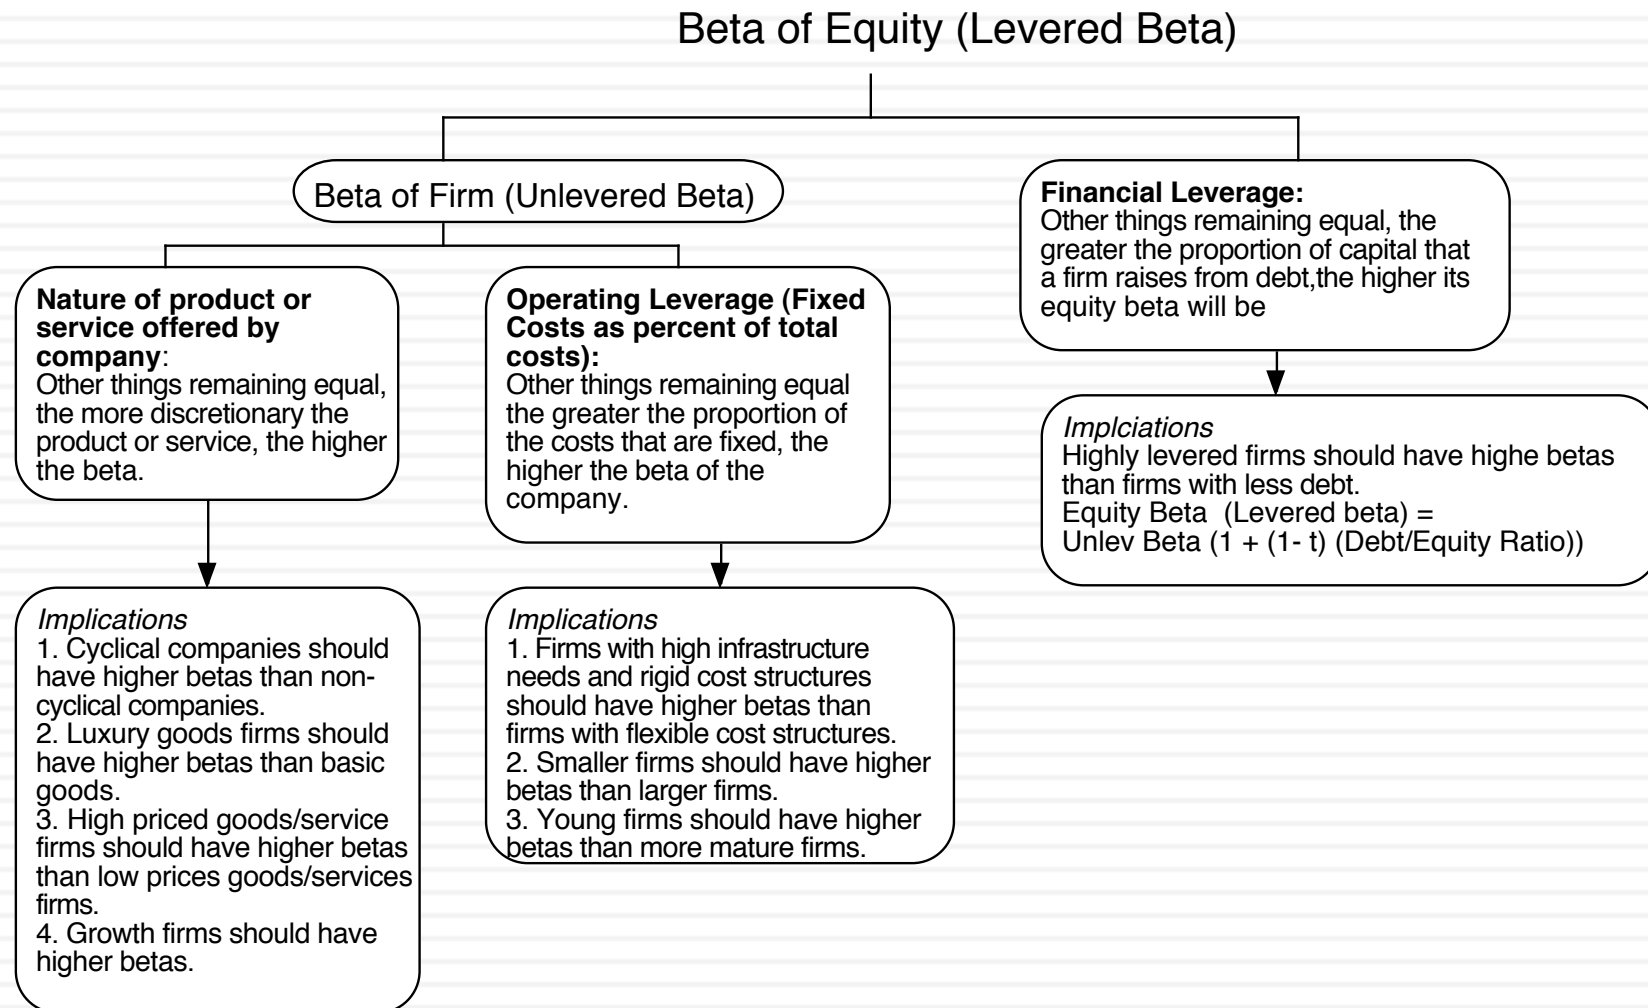 Beta of Equity (Levered Beta)
Beta of Firm (Unlevered Beta)
Nature of product or
service offered by
company:
Other things remaining equal,
the more discretionary the
product or service, the higher
the beta.
Implications
1. Cyclical companies should
have higher betas than non-
cyclical companies.
2. Luxury goods firms should
have higher betas than basic
goods.
3. High priced goods/service
firms should have higher betas
than low prices goods/services
firms.
4. Growth firms should have
higher betas.
Operating Leverage (Fixed
Costs as percent of total
costs):
Other things remaining equal
the greater the proportion of
the costs that are fixed, the
higher the beta of the
company.
Implications
1. Firms with high infrastructure
needs and rigid cost structures
should have higher betas than
firms with flexible cost structures.
2. Smaller firms should have higher
betas than larger firms.
3. Young firms should have higher
betas than more mature firms.
Financial Leverage:
Other things remaining equal, the
greater the proportion of capital that
a firm raises from debt,the higher its
equity beta will be
Implciations
Highly levered firms should have highe betas
than firms with less debt.
Equity Beta (Levered beta) =
Unlev Beta (1 + (1- t) (Debt/Equity Ratio))